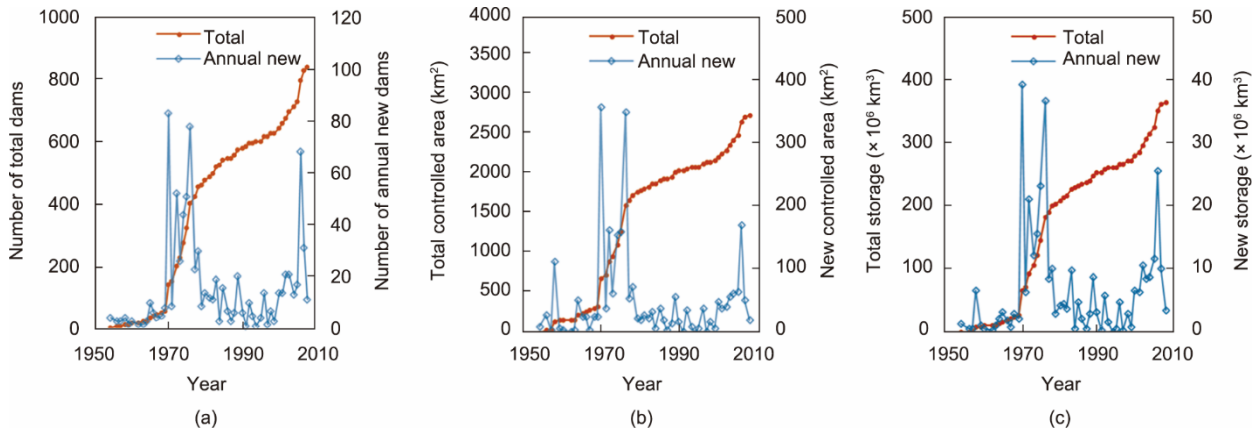 Number of total dams
1000
800
600
400
200
0
Total
Annual new
120
100
80
60
40
20
0
Number of annual new dams
1950
1970
1990
2010
Year
(a)
Total controlled area (km²)
4000
3500
3000
2500
2000
1500
1000
500
0
Total
Annual new
500
400
300
200
100
0
New controlled area (km²)
1950
1970
1990
2010
Year
(b)
Total storage (× 10⁶ km³)
500
400
300
200
100
0
Total
Annual new
50
40
30
20
10
0
New storage (× 10⁶ km³)
1950
1970
1990
2010
Year
(c)